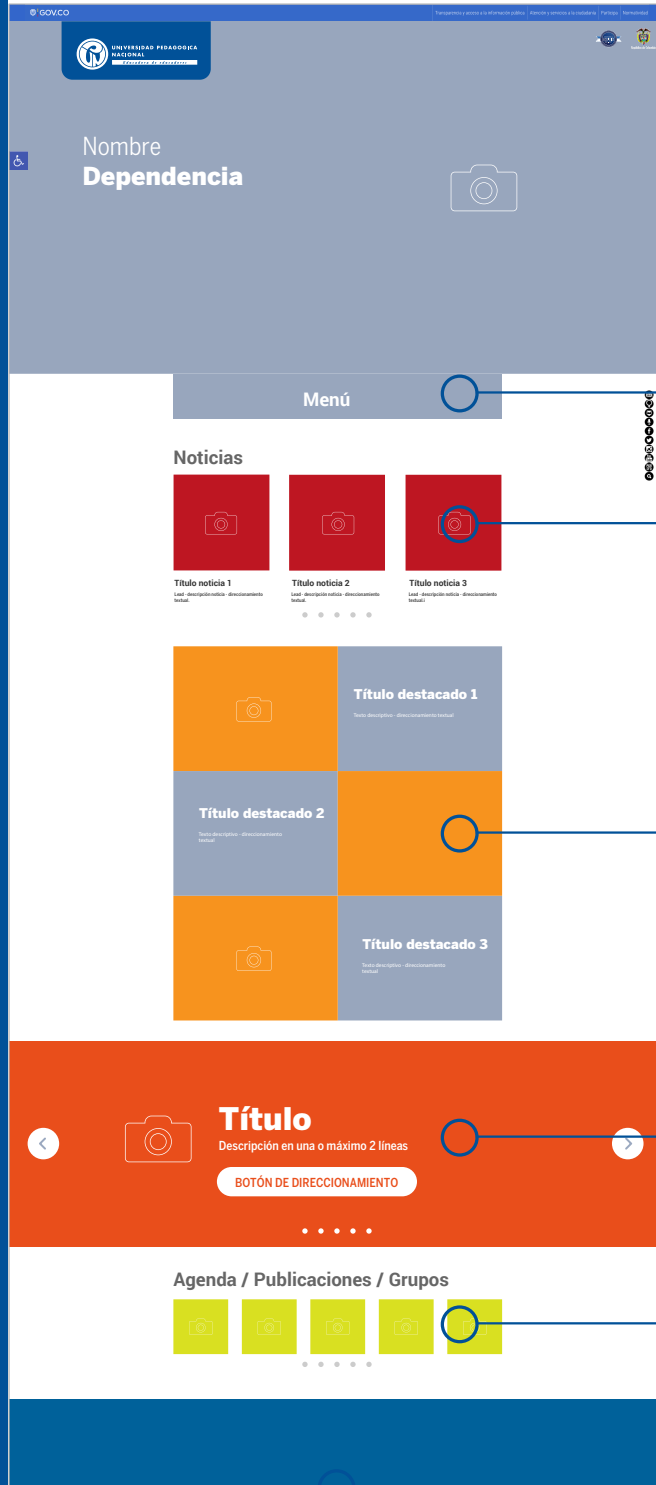 GOV.CO
Transparencia y acceso a la información pública
Atención y servicios a la ciudadanía
Participa
Normatividad
UNIVERSIDAD PEDAGOGICA
NACIONAL
Educadora de educadores
Nombre
Dependencia
Menú
Noticias
Título noticia 1
Lead - descripción noticia - direccionamiento
textual
Título noticia 2
Lead - descripción noticia - direccionamiento
textual
Título noticia 3
Lead - descripción noticia - direccionamiento
textual.i
Título destacado 1
Texto descriptivo - direccionamiento textual
Título destacado 2
Texto descriptivo - direccionamiento
textual
Título destacado 3
Texto descriptivo - direccionamiento
textual
Título
Descripción en una o máximo 2 líneas
BOTÓN DE DIRECCIONAMIENTO
Agenda / Publicaciones / Grupos